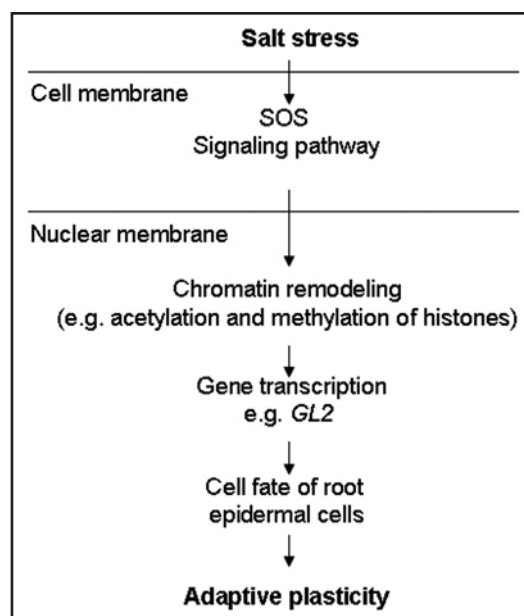 Salt stress
Cell membrane
SOS
Signaling pathway
Nuclear membrane
Chromatin remodeling
(e.g. acetylation and methylation of histones)
Gene transcription
e.g. GL2
Cell fate of root
epidermal cells
Adaptive plasticity